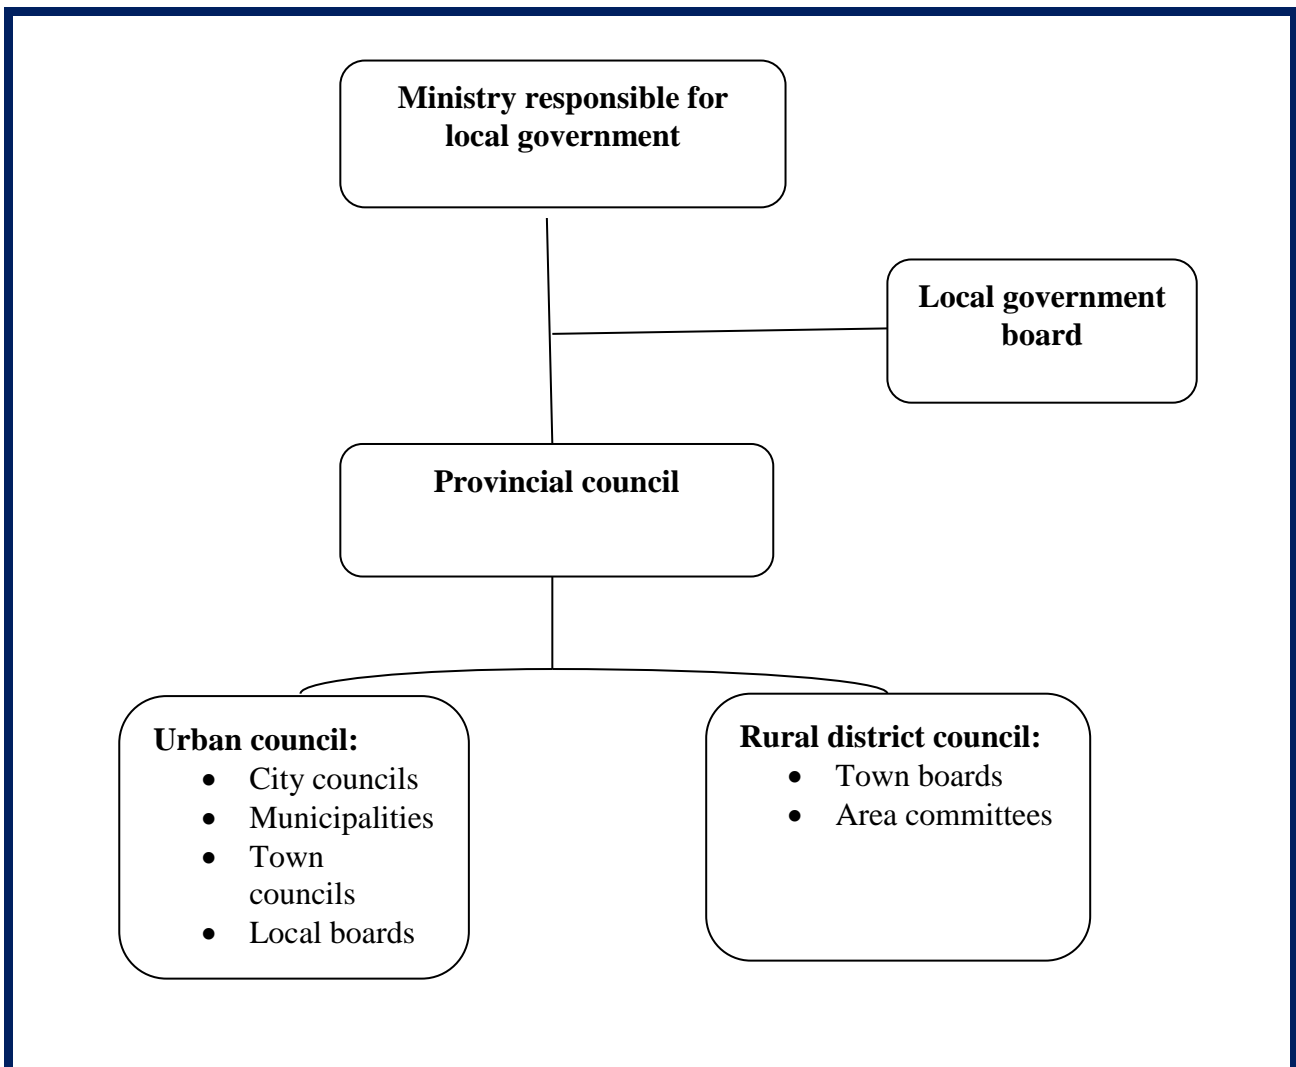 Ministry responsible for
local government
Local government
board
Provincial council
Urban council:
• City councils
• Municipalities
• Town
councils
• Local boards
Rural district council:
• Town boards
• Area committees